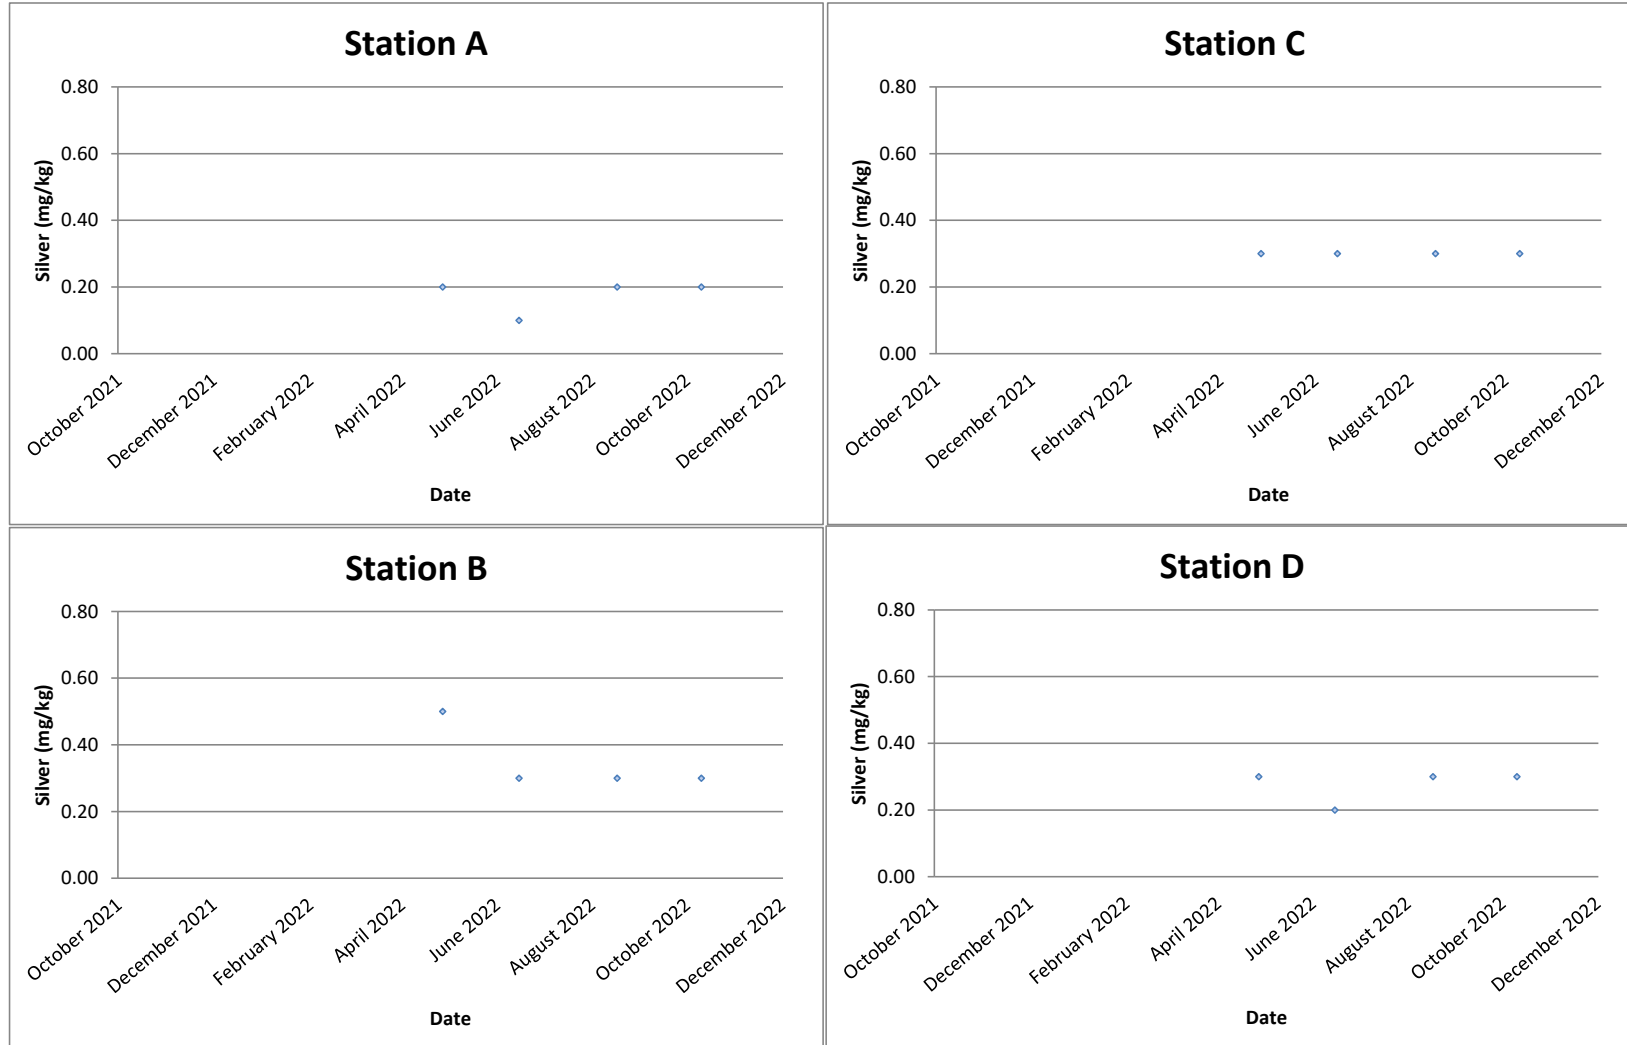 Station A
0.80
0.60
0.40
0.20
0.00
Silver (mg/kg)
October 2021
December 2021
February 2022
April 2022
June 2022
August 2022
October 2022
December 2022
Date
Station C
0.80
0.60
0.40
0.20
0.00
Silver (mg/kg)
October 2021
December 2021
February 2022
April 2022
June 2022
August 2022
October 2022
December 2022
Date
Station B
0.80
0.60
0.40
0.20
0.00
Silver (mg/kg)
October 2021
December 2021
February 2022
April 2022
June 2022
August 2022
October 2022
December 2022
Date
Station D
0.80
0.60
0.40
0.20
0.00
Silver (mg/kg)
October 2021
December 2021
February 2022
April 2022
June 2022
August 2022
October 2022
December 2022
Date